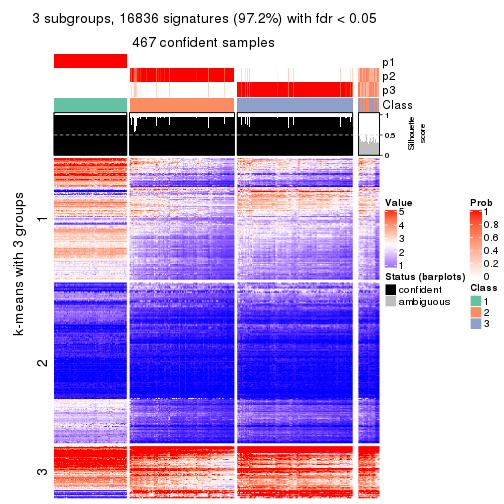 3 subgroups, 16836 signatures (97.2%) with fdr < 0.05
467 confident samples
p1
p2
p3
Class
1
0.5
0
Silhouette
score
k-means with 3 groups
1
2
3
Value
5
4
3
2
1
Status (barplots)
confident
ambiguous
Prob
1
0.8
0.6
0.4
0.2
0
Class
1
2
3